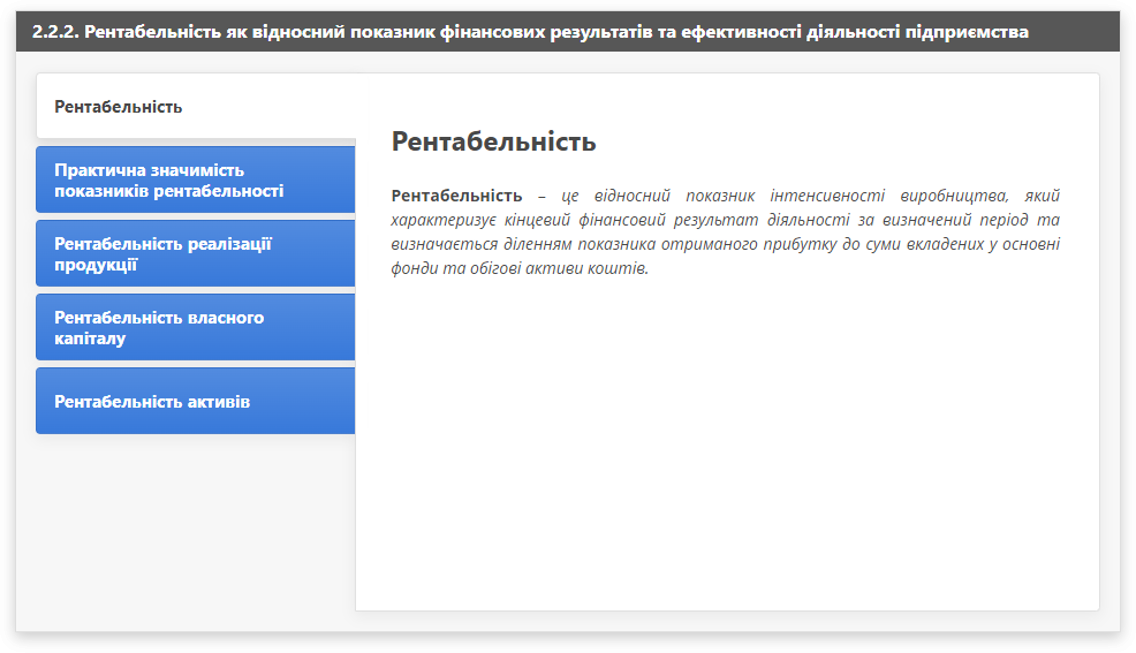 2.2.2. Рентабельність як відносний показник фінансових результатів та ефективності діяльності підприємства
Рентабельність
Практична значимість
показників рентабельності
Рентабельність реалізації
продукції
Рентабельність власного
капіталу
Рентабельність активів
Рентабельність
Рентабельність – це відносний показник інтенсивності виробництва, який
характеризує кінцевий фінансовий результат діяльності за визначений період та
визначається діленням показника отриманого прибутку до суми вкладених у основні
фонди та обігові активи коштів.